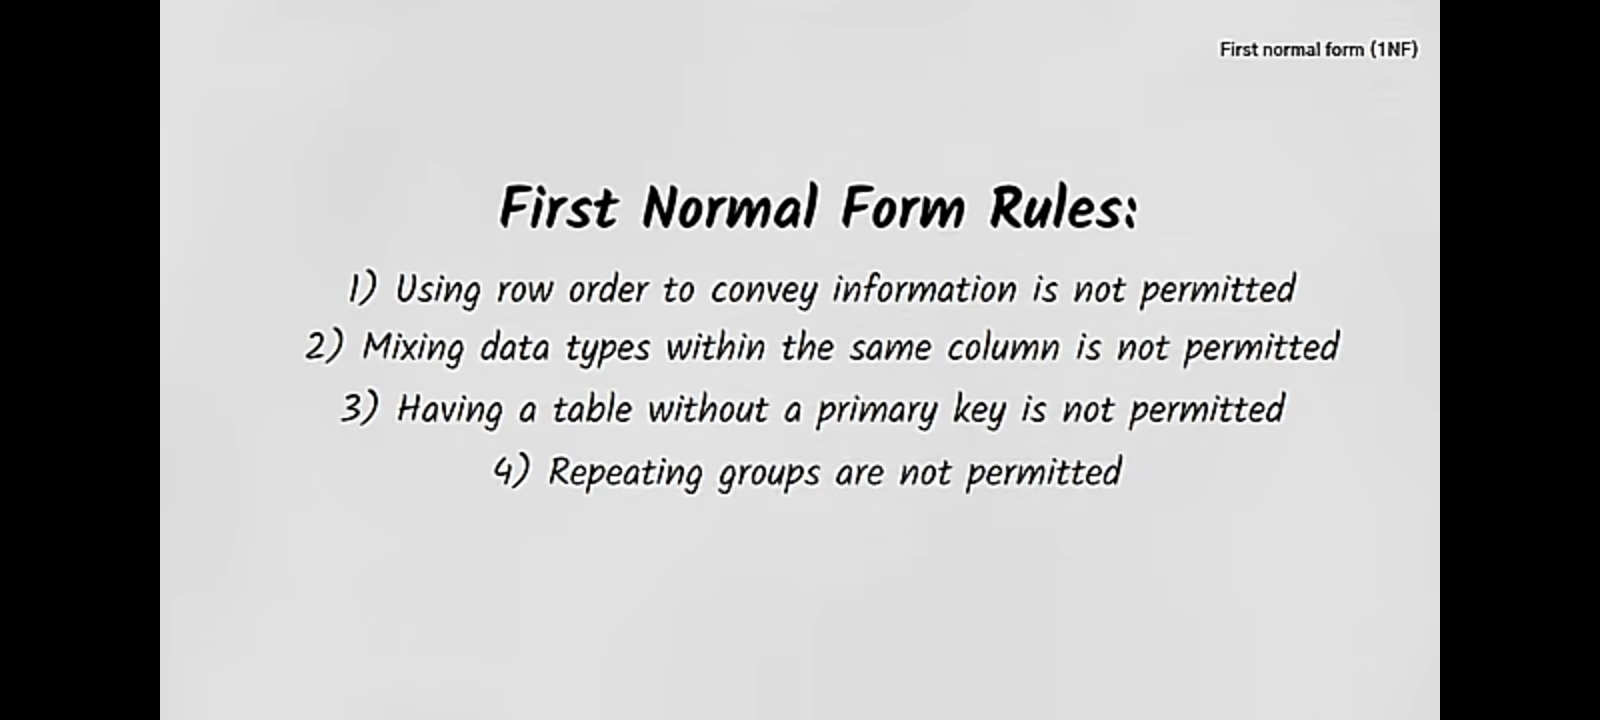 First normal form (1NF)
First Normal Form Rules:
1) Using row order to convey information is not permitted
2) Mixing data types within the same column is not permitted
3) Having a table without a primary key is not permitted
4) Repeating groups are not permitted